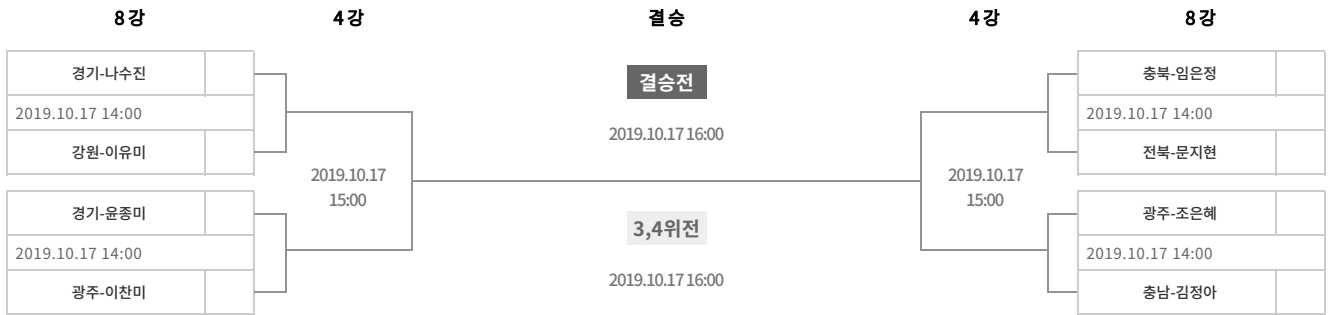 8강
4강
결승
4강
8강
경기-나수진
2019.10.17 14:00
강원-이유미
경기-윤종미
2019.10.17 14:00
광주-이찬미
2019.10.17
15:00
결승전
2019.10.17 16:00
3,4위전
2019.10.17 16:00
2019.10.17
15:00
충북-임은정
2019.10.17 14:00
전북-문지현
광주-조은혜
2019.10.17 14:00
충남-김정아